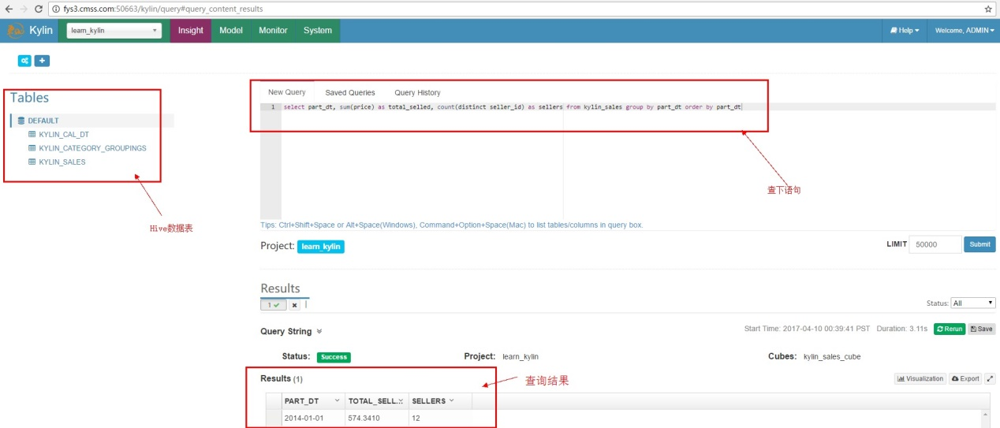 fys3.cmss.com:50663/kylin/query#query_content_results
Kylin learn_kylin Insight Model Monitor System Help Welcome, ADMIN
Tables
DEFAULT
KYLIN_CAL_DT
KYLIN_CATEGORY_GROUPINGS
KYLIN_SALES
Hive数据表
New Query Saved Queries Query History
1 select part_dt, sum(price) as total_selled, count(distinct seller_id) as sellers from kylin_sales group by part_dt order by part_dt
查下语句
Tips: Ctrl+Shift+Space or Alt+Space(Windows), Command+Option+Space(Mac) to list tables/columns in query box.
Project: learn_kylin LIMIT 50000 Submit
Results
1 Status: All
Query String Start Time: 2017-04-10 00:39:41 PST Duration: 3.11s Rerun Save
Status: Success Project: learn_kylin Cubes: kylin_sales_cube
Results (1) 查询结果 Visualization Export
PART_DT TOTAL_SELL... SELLERS
2014-01-01 574.3410 12